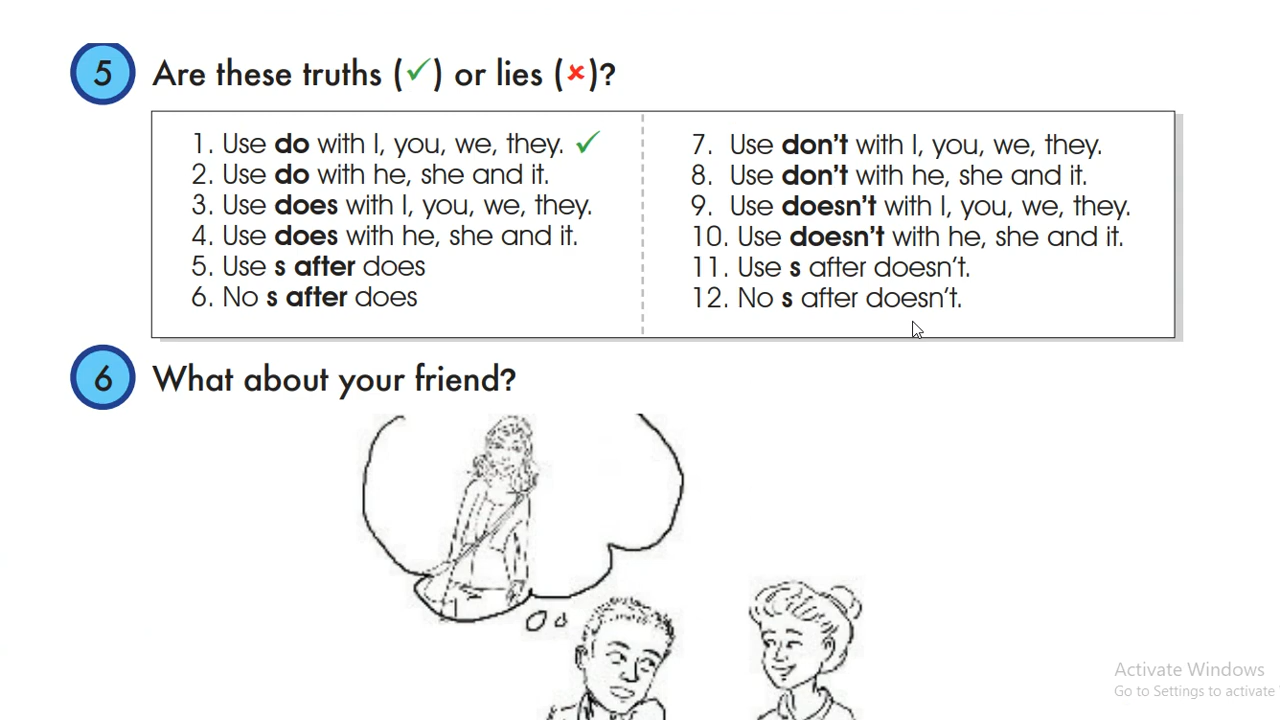 5 Are these truths (✓) or lies (✗)?
1. Use do with I, you, we, they. ✓
2. Use do with he, she and it.
3. Use does with I, you, we, they.
4. Use does with he, she and it.
5. Use s after does
6. No s after does
7. Use don't with I, you, we, they.
8. Use don't with he, she and it.
9. Use doesn't with I, you, we, they.
10. Use doesn't with he, she and it.
11. Use s after doesn't.
12. No s after doesn't.
6 What about your friend?
Activate Windows
Go to Settings to activate